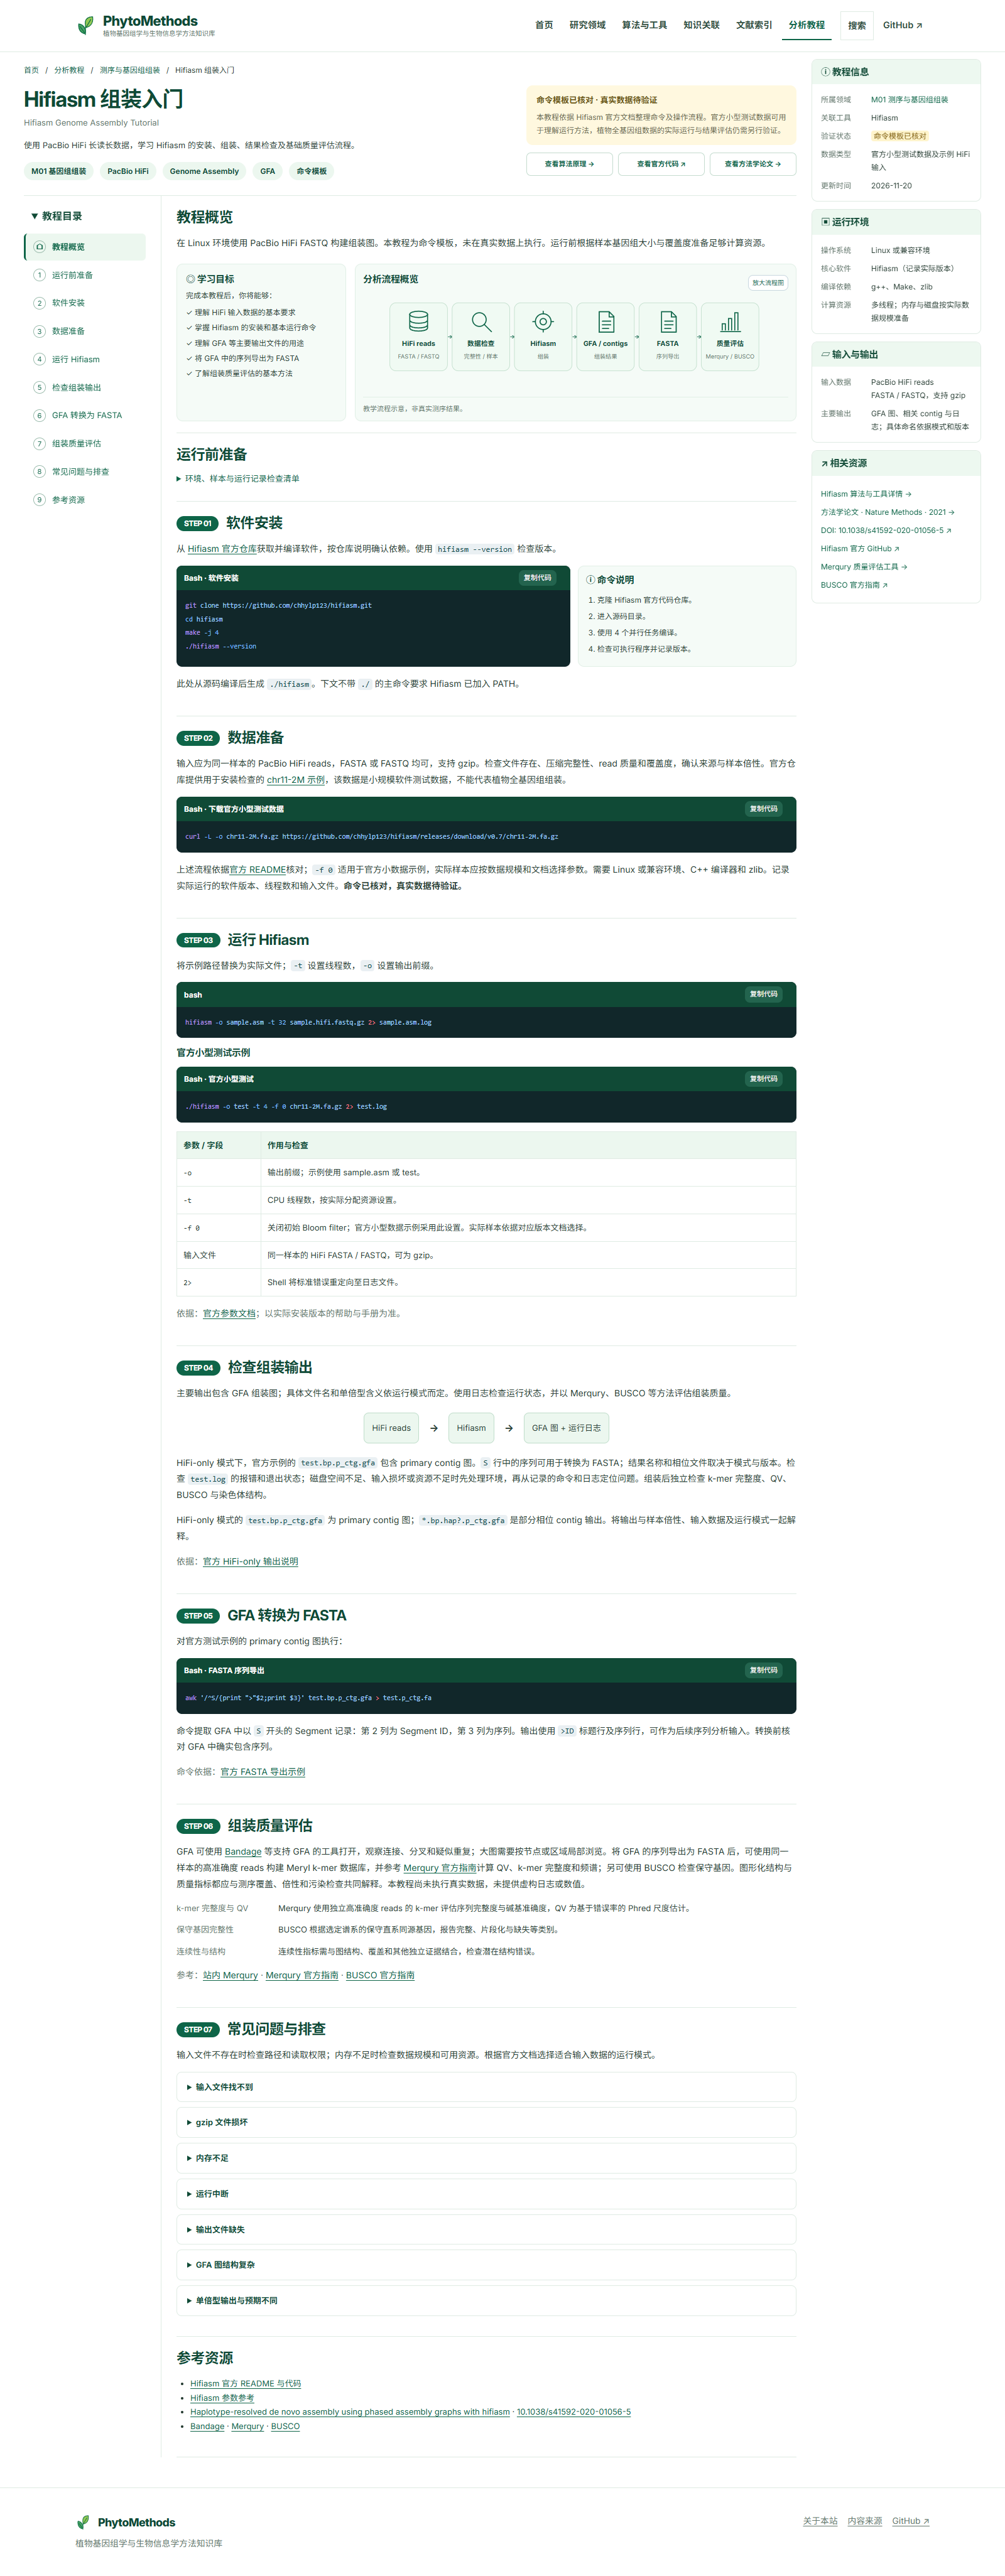 PhytoMethods
植物基因组学与生物信息学方法知识库
首页 研究领域 算法与工具 知识关联 文献索引 分析教程 搜索 GitHub ↗
首页 / 分析教程 / 测序与基因组组装 / Hifiasm 组装入门
Hifiasm 组装入门
Hifiasm Genome Assembly Tutorial
使用 PacBio HiFi 长读长数据，学习 Hifiasm 的安装、组装、结果检查及基础质量评估流程。
M01 基因组组装 PacBio HiFi Genome Assembly GFA 命令模板
命令模板已核对 · 真实数据待验证
本教程依据 Hifiasm 官方文档整理命令及操作流程。官方小型测试数据可用
于理解运行方法，植物全基因组数据的实际运行与结果评估仍需另行验证。
查看算法原理 → 查看官方代码 ↗ 查看方法学论文 →
▼ 教程目录
教程概览
1 运行前准备
2 软件安装
3 数据准备
4 运行 Hifiasm
5 检查组装输出
6 GFA 转换为 FASTA
7 组装质量评估
8 常见问题与排查
9 参考资源
教程概览
在 Linux 环境使用 PacBio HiFi FASTQ 构建组装图。本教程为命令模板，未在真实数据上执行。运行前根据样本基因组大小与覆盖度准备足够计算资源。
◎ 学习目标
完成本教程后，你将能够：
✓ 理解 HiFi 输入数据的基本要求
✓ 掌握 Hifiasm 的安装和基本运行命令
✓ 理解 GFA 等主要输出文件的用途
✓ 将 GFA 中的序列导出为 FASTA
✓ 了解组装质量评估的基本方法
分析流程概览
放大流程图
HiFi reads → 数据检查 → Hifiasm → GFA / contigs → FASTA → 质量评估
FASTA / FASTQ 完整性 / 样本 组装 组装结果 序列导出 Merqury / BUSCO
教学流程示意，非真实测序结果。
运行前准备
▶ 环境、样本与运行记录检查清单
STEP 01 软件安装
从 Hifiasm 官方仓库获取并编译软件，按仓库说明确认依赖。使用 hifiasm --version 检查版本。
Bash · 软件安装 复制代码
git clone https://github.com/chhylp123/hifiasm.git
cd hifiasm
make -j 4
./hifiasm --version
ⓘ 命令说明
1. 克隆 Hifiasm 官方代码仓库。
2. 进入源码目录。
3. 使用 4 个并行任务编译。
4. 检查可执行程序并记录版本。
此处从源码编译后生成 ./hifiasm 。下文不带 ./ 的主命令要求 Hifiasm 已加入 PATH。
STEP 02 数据准备
输入应为同一样本的 PacBio HiFi reads，FASTA 或 FASTQ 均可，支持 gzip。检查文件存在、压缩完整性、read 质量和覆盖度，确认来源与样本倍性。官方仓
库提供用于安装检查的 chr11-2M 示例，该数据是小规模软件测试数据，不能代表植物全基因组组装。
Bash · 下载官方小型测试数据 复制代码
curl -L -o chr11-2M.fa.gz https://github.com/chhylp123/hifiasm/releases/download/v0.7/chr11-2M.fa.gz
上述流程依据官方 README核对；-f 0 适用于官方小数据示例，实际样本应按数据规模和文档选择参数。需要 Linux 或兼容环境、C++ 编译器和 zlib。记录
实际运行的软件版本、线程数和输入文件。命令已核对，真实数据待验证。
STEP 03 运行 Hifiasm
将示例路径替换为实际文件；-t 设置线程数，-o 设置输出前缀。
bash 复制代码
hifiasm -o sample.asm -t 32 sample.hifi.fastq.gz 2> sample.asm.log
官方小型测试示例
Bash · 官方小型测试 复制代码
./hifiasm -o test -t 4 -f 0 chr11-2M.fa.gz 2> test.log
参数 / 字段 作用与检查
-o 输出前缀；示例使用 sample.asm 或 test。
-t CPU 线程数，按实际分配资源设置。
-f 0 关闭初始 Bloom filter；官方小型数据示例采用此设置。实际样本依据对应版本文档选择。
输入文件 同一样本的 HiFi FASTA / FASTQ，可为 gzip。
2> Shell 将标准错误重定向至日志文件。
依据：官方参数文档；以实际安装版本的帮助与手册为准。
STEP 04 检查组装输出
主要输出包含 GFA 组装图；具体文件名和单倍型含义依运行模式而定。使用日志检查运行状态，并以 Merqury、BUSCO 等方法评估组装质量。
HiFi reads → Hifiasm → GFA 图 + 运行日志
HiFi-only 模式下，官方示例的 test.bp.p_ctg.gfa 包含 primary contig 图。S 行中的序列可用于转换为 FASTA；结果名称和相位文件取决于模式与版本。检
查 test.log 的报错和退出状态；磁盘空间不足、输入损坏或资源不足时先处理环境，再从记录的命令和日志定位问题。组装后独立检查 k-mer 完整度、QV、
BUSCO 与染色体结构。
HiFi-only 模式的 test.bp.p_ctg.gfa 为 primary contig 图；*.bp.hap?.p_ctg.gfa 是部分相位 contig 输出。将输出与样本倍性、输入数据及运行模式一起解
释。
依据：官方 HiFi-only 输出说明
STEP 05 GFA 转换为 FASTA
对官方测试示例的 primary contig 图执行：
Bash · FASTA 序列导出 复制代码
awk '/^S/{print ">"$2;print $3}' test.bp.p_ctg.gfa > test.p_ctg.fa
命令提取 GFA 中以 S 开头的 Segment 记录：第 2 列为 Segment ID，第 3 列为序列。输出使用 >ID 标题行及序列行，可作为后续序列分析输入。转换前核
对 GFA 中确实包含序列。
命令依据：官方 FASTA 导出示例
STEP 06 组装质量评估
GFA 可使用 Bandage 等支持 GFA 的工具打开，观察连接、分叉和疑似重复；大图需要按节点或区域局部浏览。将 GFA 的序列导出为 FASTA 后，可使用同一
样本的高准确度 reads 构建 Meryl k-mer 数据库，并参考 Merqury 官方指南计算 QV、k-mer 完整度和频谱；另可使用 BUSCO 检查保守基因。图形化结构与
质量指标都应与测序覆盖、倍性和污染检查共同解释。本教程尚未执行真实数据，未提供虚构日志或数值。
k-mer 完整度与 QV Merqury 使用独立高准确度 reads 的 k-mer 评估序列完整度与碱基准确度，QV 为基于错误率的 Phred 尺度估计。
保守基因完整性 BUSCO 根据选定谱系的保守直系同源基因，报告完整、片段化与缺失等类别。
连续性与结构 连续性指标需与图结构、覆盖和其他独立证据结合，检查潜在结构错误。
参考：站内 Merqury · Merqury 官方指南 · BUSCO 官方指南
STEP 07 常见问题与排查
输入文件不存在时检查路径和读取权限；内存不足时检查数据规模和可用资源。根据官方文档选择适合输入数据的运行模式。
▶ 输入文件找不到
▶ gzip 文件损坏
▶ 内存不足
▶ 运行中断
▶ 输出文件缺失
▶ GFA 图结构复杂
▶ 单倍型输出与预期不同
参考资源
• Hifiasm 官方 README 与代码
• Hifiasm 参数参考
• Haplotype-resolved de novo assembly using phased assembly graphs with hifiasm · 10.1038/s41592-020-01056-5
• Bandage · Merqury · BUSCO
ⓘ 教程信息
所属领域 M01 测序与基因组组装
关联工具 Hifiasm
验证状态 命令模板已核对
数据类型 官方小型测试数据及示例 HiFi
输入
更新时间 2026-11-20
▣ 运行环境
操作系统 Linux 或兼容环境
核心软件 Hifiasm（记录实际版本）
编译依赖 g++、Make、zlib
计算资源 多线程；内存与磁盘按实际数
据规模准备
▱ 输入与输出
输入数据 PacBio HiFi reads
FASTA / FASTQ，支持 gzip
主要输出 GFA 图、相关 contig 与日
志；具体命名依据模式和版本
↗ 相关资源
Hifiasm 算法与工具详情 →
方法学论文 · Nature Methods · 2021 →
DOI: 10.1038/s41592-020-01056-5 ↗
Hifiasm 官方 GitHub ↗
Merqury 质量评估工具 →
BUSCO 官方指南 ↗
PhytoMethods
植物基因组学与生物信息学方法知识库
关于本站 内容来源 GitHub ↗